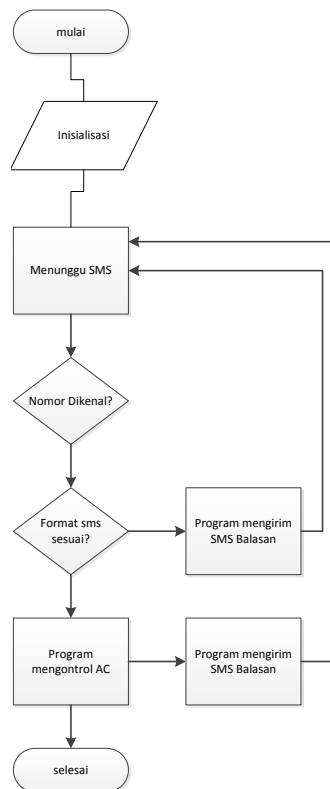 mulai
Inisialisasi
Menunggu SMS
Nomor Dikenal?
Format sms
sesuai?
Program mengirim
SMS Balasan
Program
mengontrol AC
Program mengirim
SMS Balasan
selesai